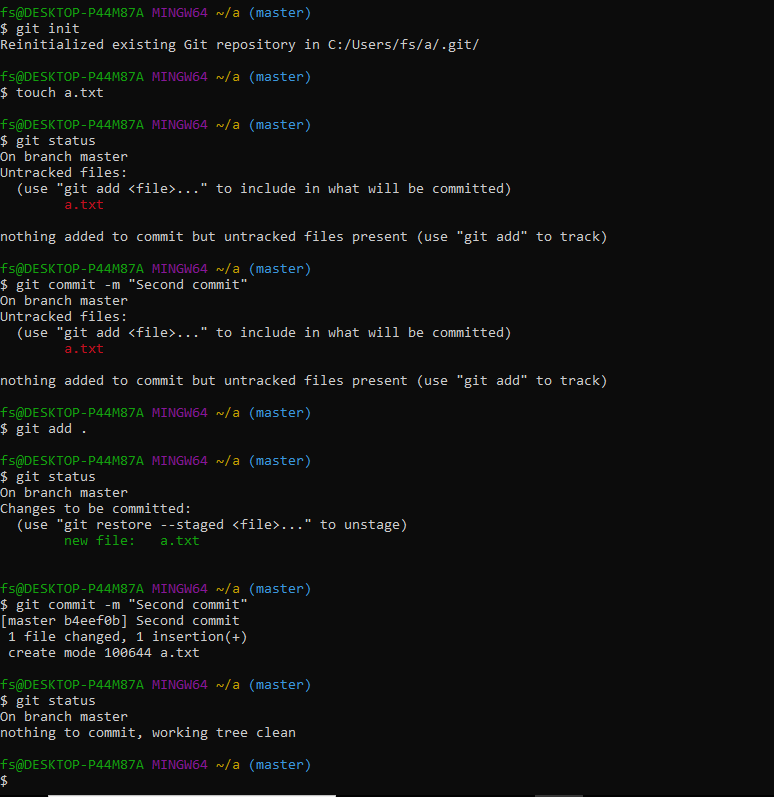 fs@DESKTOP-P44M87A MINGW64 ~/a (master)
$ git init
Reinitialized existing Git repository in C:/Users/fs/a/.git/
fs@DESKTOP-P44M87A MINGW64 ~/a (master)
$ touch a.txt
fs@DESKTOP-P44M87A MINGW64 ~/a (master)
$ git status
On branch master
Untracked files:
  (use "git add <file>..." to include in what will be committed)
        a.txt
nothing added to commit but untracked files present (use "git add" to track)
fs@DESKTOP-P44M87A MINGW64 ~/a (master)
$ git commit -m "Second commit"
On branch master
Untracked files:
  (use "git add <file>..." to include in what will be committed)
        a.txt
nothing added to commit but untracked files present (use "git add" to track)
fs@DESKTOP-P44M87A MINGW64 ~/a (master)
$ git add .
fs@DESKTOP-P44M87A MINGW64 ~/a (master)
$ git status
On branch master
Changes to be committed:
  (use "git restore --staged <file>..." to unstage)
        new file:   a.txt
fs@DESKTOP-P44M87A MINGW64 ~/a (master)
$ git commit -m "Second commit"
[master b4eef0b] Second commit
 1 file changed, 1 insertion(+)
 create mode 100644 a.txt
fs@DESKTOP-P44M87A MINGW64 ~/a (master)
$ git status
On branch master
nothing to commit, working tree clean
fs@DESKTOP-P44M87A MINGW64 ~/a (master)
$